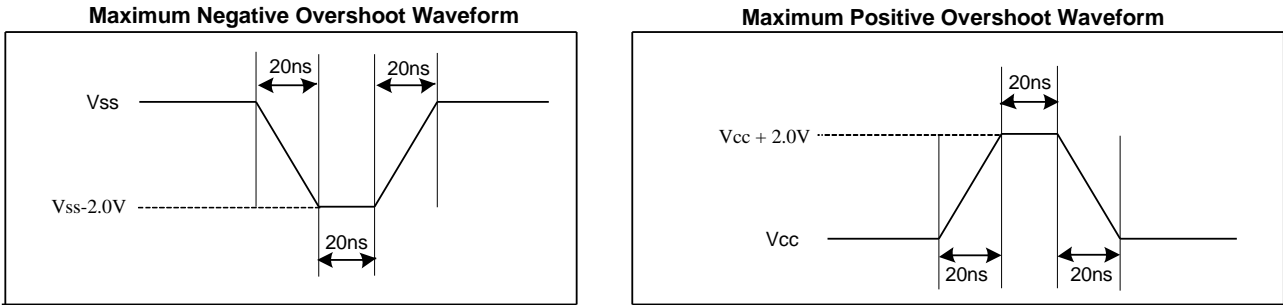 Maximum Negative Overshoot Waveform
20ns
20ns
Vss
Vss-2.0V
20ns
Maximum Positive Overshoot Waveform
20ns
Vcc + 2.0V
Vcc
20ns
20ns